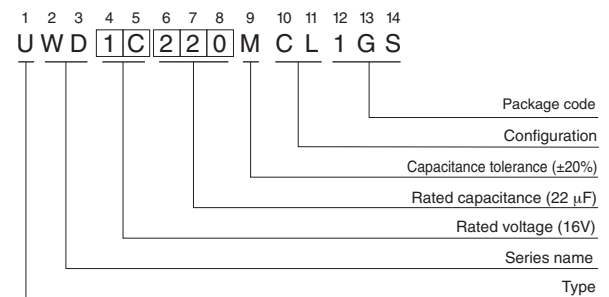 1 2 3 4 5 6 7 8 9 10 11 12 13 14
U W D 1 C 2 2 0 M C L 1 G S
Package code
Configuration
Capacitance tolerance (±20%)
Rated capacitance (22 μF)
Rated voltage (16V)
Series name
Type